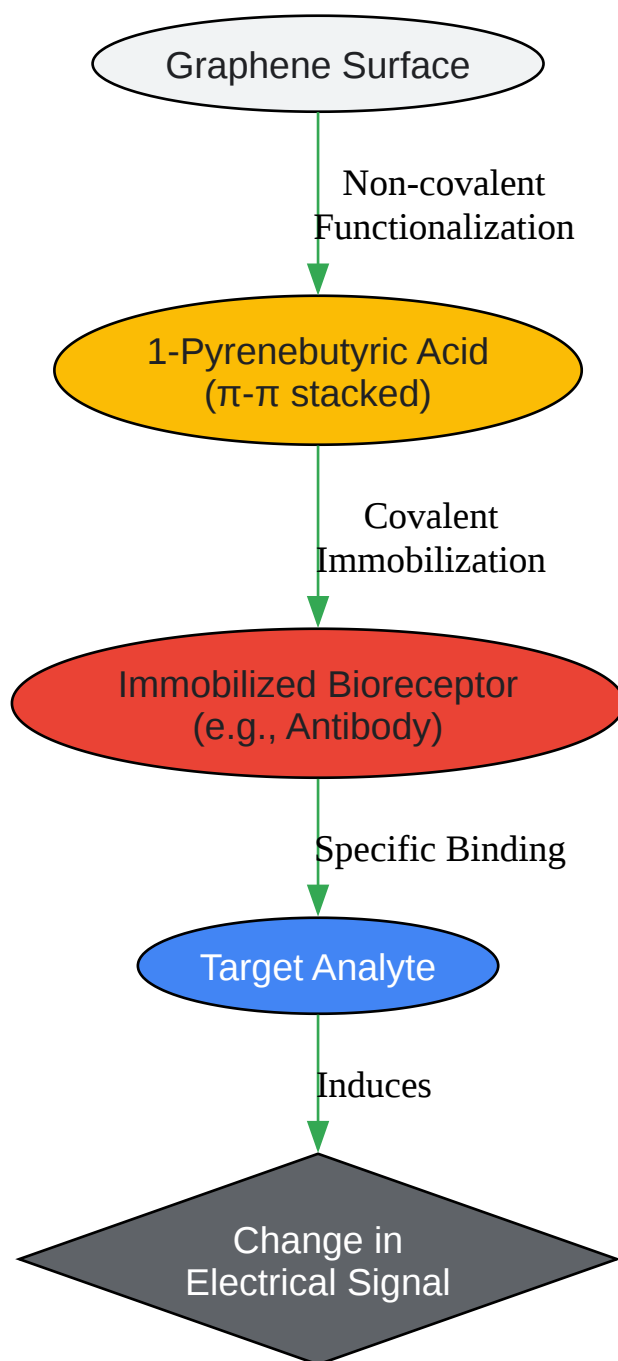 Graphene Surface
Non-covalent
Functionalization
1-Pyrenebutyric Acid
(π-π stacked)
Covalent
Immobilization
Immobilized Bioreceptor
(e.g., Antibody)
Specific Binding
Target Analyte
Induces
Change in
Electrical Signal